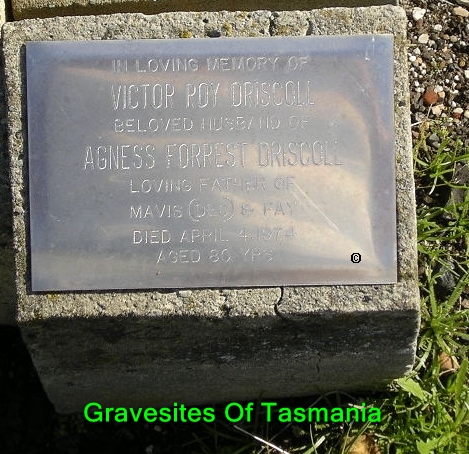 IN LOVING MEMORY OF
VICTOR ROY DRISCOLL
BELOVED HUSBAND OF
AGNESS FORREST DRISCOLL
LOVING FATHER OF
MAVIS (DEC) & FAY
DIED APRIL 4. 1974
AGED 80 YRS
©
Gravesites Of Tasmania